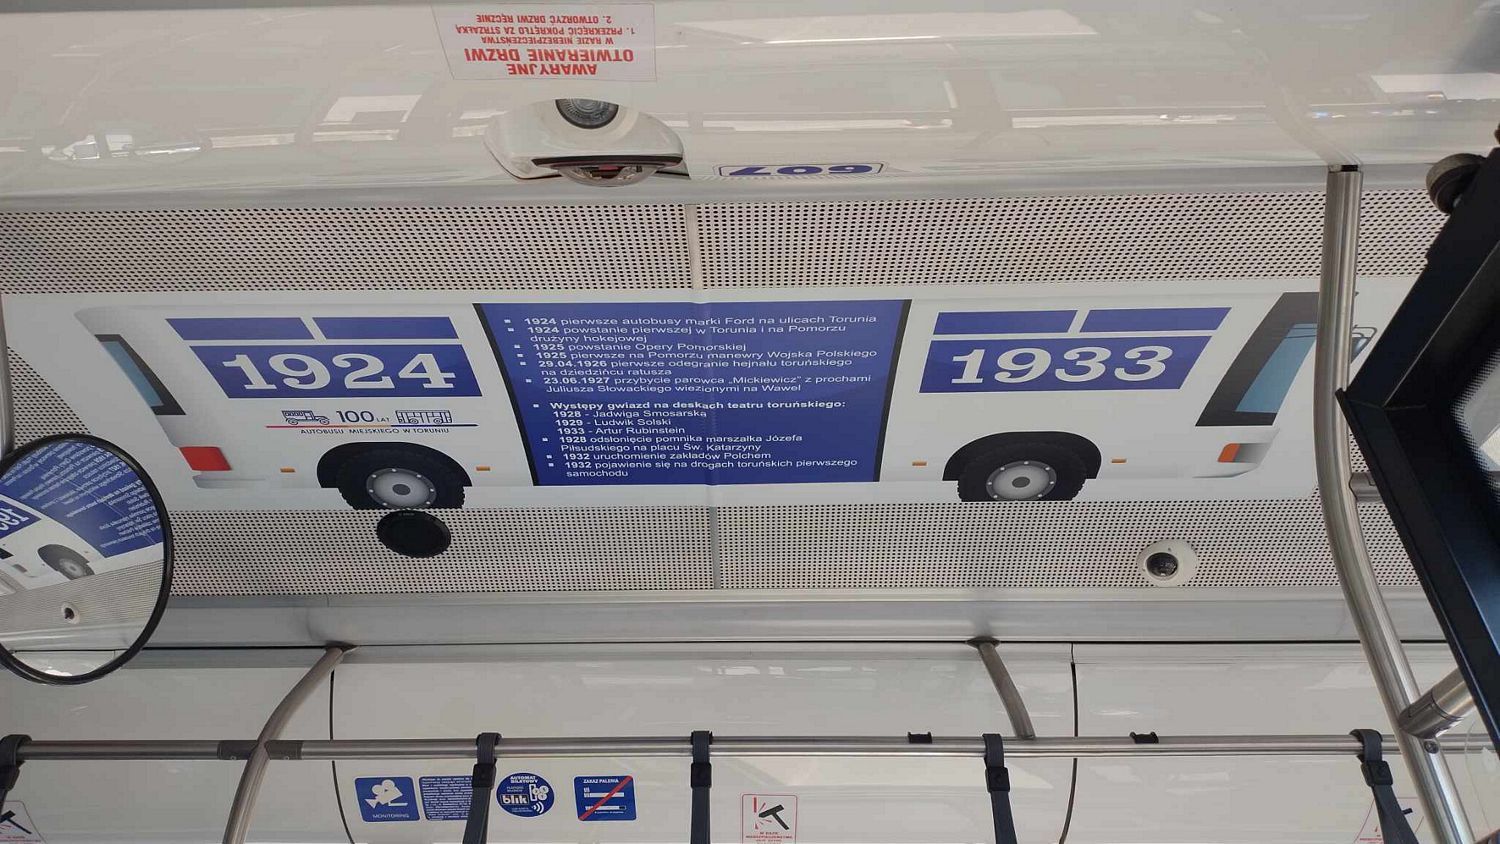 AWARYJNE
OTWIERANIE DRZWI
W RAZIE NIEBEZPIECZEŃSTWA
1. PRZEKRĘCIĆ POKRĘTŁO ZA STRZAŁKĄ
2. OTWORZYĆ DRZWI RĘCZNIE
607
1924
100 LAT
AUTOBUSU MIEJSKIEGO W TORUNIU
1924 pierwsze autobusy marki Ford na ulicach Torunia
1924 powstanie pierwszej w Toruniu i na Pomorzu
drużyny hokejowej
1925 powstanie Opery Pomorskiej
1925 pierwsze na Pomorzu manewry Wojska Polskiego
29.04.1926 pierwsze odegranie hejnału toruńskiego
na dziedzińcu ratusza
23.06.1927 przybycie parowca „Mickiewicz” z prochami
Juliusza Słowackiego wiezionymi na Wawel
Występy gwiazd na deskach teatru toruńskiego:
1928 - Jadwiga Smosarska
1929 - Ludwik Solski
1933 - Artur Rubinstein
1928 odsłonięcie pomnika marszałka Józefa
Piłsudskiego na placu Św. Katarzyny
1932 uruchomienie zakładów Polchem
1932 pojawienie się na drogach toruńskich pierwszego
samochodu
1933
MONITORING
AUTOMAT
BILETOWY
blik
ZAKAZ PALENIA
W RAZIE